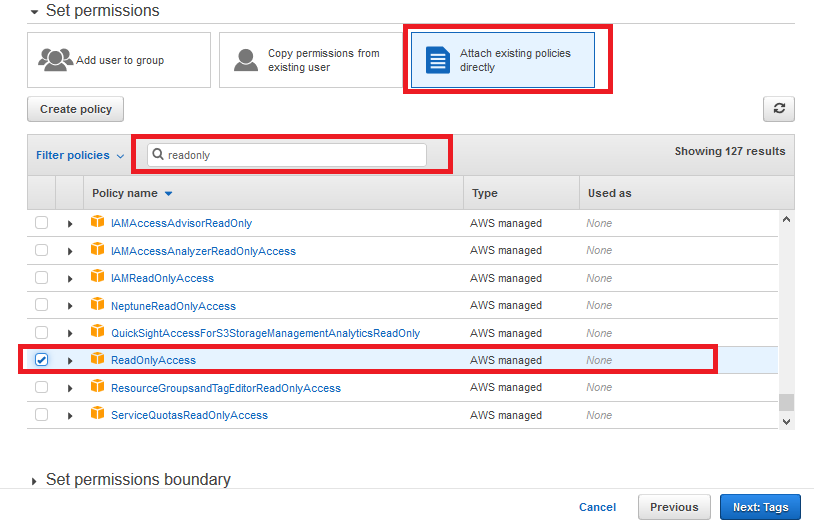 Set permissions
Add user to group
Copy permissions from
existing user
Attach existing policies
directly
Create policy
Filter policies
readonly
Showing 127 results
Policy name Type Used as
IAMAccessAdvisorReadOnly AWS managed None
IAMAccessAnalyzerReadOnlyAccess AWS managed None
IAMReadOnlyAccess AWS managed None
NeptuneReadOnlyAccess AWS managed None
QuickSightAccessForS3StorageManagementAnalyticsReadOnly AWS managed None
ReadOnlyAccess AWS managed None
ResourceGroupsandTagEditorReadOnlyAccess AWS managed None
ServiceQuotasReadOnlyAccess AWS managed None
Set permissions boundary
Cancel Previous Next: Tags